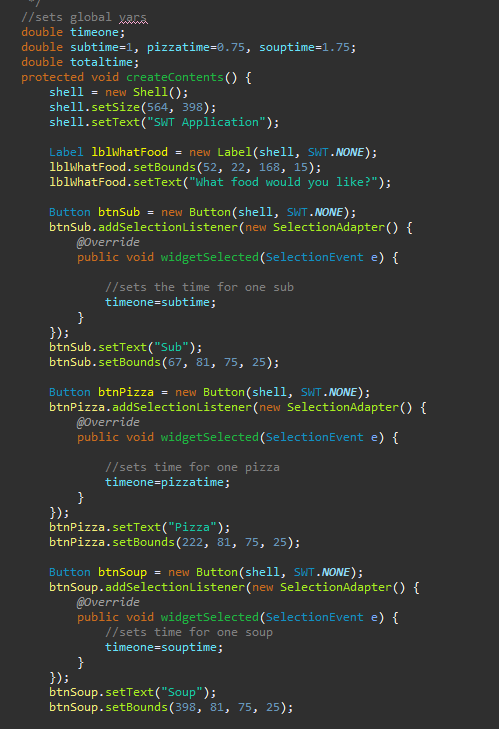 */
//sets global vars
double timeone;
double subtime=1, pizzatime=0.75, souptime=1.75;
double totaltime;
protected void createContents() {
    shell = new Shell();
    shell.setSize(564, 398);
    shell.setText("SWT Application");

    Label lblWhatFood = new Label(shell, SWT.NONE);
    lblWhatFood.setBounds(52, 22, 168, 15);
    lblWhatFood.setText("What food would you like?");

    Button btnSub = new Button(shell, SWT.NONE);
    btnSub.addSelectionListener(new SelectionAdapter() {
        @Override
        public void widgetSelected(SelectionEvent e) {

            //sets the time for one sub
            timeone=subtime;
        }
    });
    btnSub.setText("Sub");
    btnSub.setBounds(67, 81, 75, 25);

    Button btnPizza = new Button(shell, SWT.NONE);
    btnPizza.addSelectionListener(new SelectionAdapter() {
        @Override
        public void widgetSelected(SelectionEvent e) {

            //sets time for one pizza
            timeone=pizzatime;
        }
    });
    btnPizza.setText("Pizza");
    btnPizza.setBounds(222, 81, 75, 25);

    Button btnSoup = new Button(shell, SWT.NONE);
    btnSoup.addSelectionListener(new SelectionAdapter() {
        @Override
        public void widgetSelected(SelectionEvent e) {
            //sets time for one soup
            timeone=souptime;
        }
    });
    btnSoup.setText("Soup");
    btnSoup.setBounds(398, 81, 75, 25);